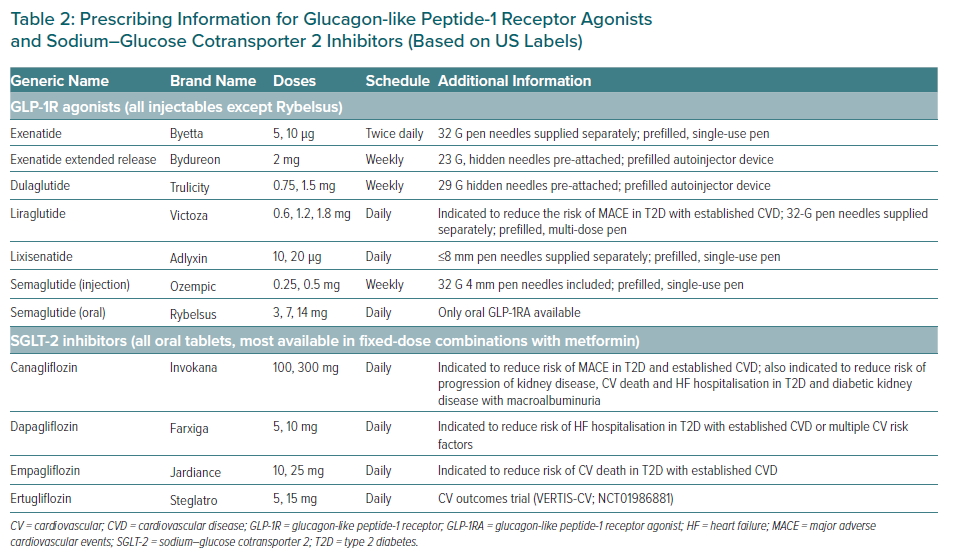 Table 2: Prescribing Information for Glucagon-like Peptide-1 Receptor Agonists
and Sodium–Glucose Cotransporter 2 Inhibitors (Based on US Labels)
Generic Name Brand Name Doses Schedule Additional Information
GLP-1R agonists (all injectables except Rybelsus)
Exenatide Byetta 5, 10 µg Twice daily 32 G pen needles supplied separately; prefilled, single-use pen
Exenatide extended release Bydureon 2 mg Weekly 23 G, hidden needles pre-attached; prefilled autoinjector device
Dulaglutide Trulicity 0.75, 1.5 mg Weekly 29 G hidden needles pre-attached; prefilled autoinjector device
Liraglutide Victoza 0.6, 1.2, 1.8 mg Daily Indicated to reduce the risk of MACE in T2D with established CVD; 32-G pen needles supplied
separately; prefilled, multi-dose pen
Lixisenatide Adlyxin 10, 20 µg Daily ≤8 mm pen needles supplied separately; prefilled, single-use pen
Semaglutide (injection) Ozempic 0.25, 0.5 mg Weekly 32 G 4 mm pen needles included; prefilled, single-use pen
Semaglutide (oral) Rybelsus 3, 7, 14 mg Daily Only oral GLP-1RA available
SGLT-2 inhibitors (all oral tablets, most available in fixed-dose combinations with metformin)
Canagliflozin Invokana 100, 300 mg Daily Indicated to reduce risk of MACE in T2D and established CVD; also indicated to reduce risk of
progression of kidney disease, CV death and HF hospitalisation in T2D and diabetic kidney
disease with macroalbuminuria
Dapagliflozin Farxiga 5, 10 mg Daily Indicated to reduce risk of HF hospitalisation in T2D with established CVD or multiple CV risk
factors
Empagliflozin Jardiance 10, 25 mg Daily Indicated to reduce risk of CV death in T2D with established CVD
Ertugliflozin Steglatro 5, 15 mg Daily CV outcomes trial (VERTIS-CV; NCT01986881)
CV = cardiovascular; CVD = cardiovascular disease; GLP-1R = glucagon-like peptide-1 receptor; GLP-1RA = glucagon-like peptide-1 receptor agonist; HF = heart failure; MACE = major adverse
cardiovascular events; SGLT-2 = sodium–glucose cotransporter 2; T2D = type 2 diabetes.